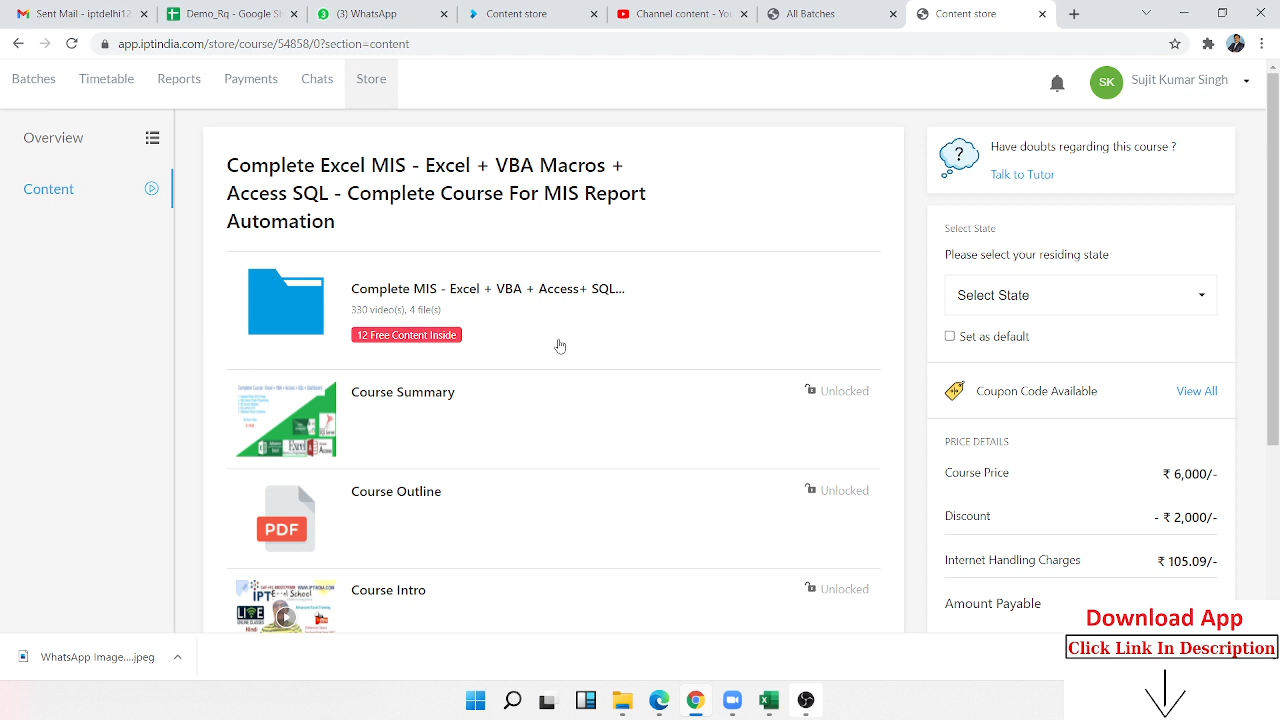 Sent Mail - iptdelhi12
Demo_Rq - Google S
(3) WhatsApp
Content store
Channel content - You
All Batches
Content store
app.iptindia.com/store/course/54858/0?section=content
Batches
Timetable
Reports
Payments
Chats
Store
SK
Sujit Kumar Singh
Overview
Content
Complete Excel MIS - Excel + VBA Macros +
Access SQL - Complete Course For MIS Report
Automation
Complete MIS - Excel + VBA + Access+ SQL...
330 video(s), 4 file(s)
12 Free Content Inside
Course Summary
Unlocked
Course Outline
Unlocked
PDF
Course Intro
Unlocked
IPT Excel School
LIVE
Have doubts regarding this course ?
Talk to Tutor
Select State
Please select your residing state
Select State
Set as default
Coupon Code Available
View All
PRICE DETAILS
Course Price
₹ 6,000/-
Discount
- ₹ 2,000/-
Internet Handling Charges
₹ 105.09/-
Amount Payable
Download App
Click Link In Description
WhatsApp Image....jpeg